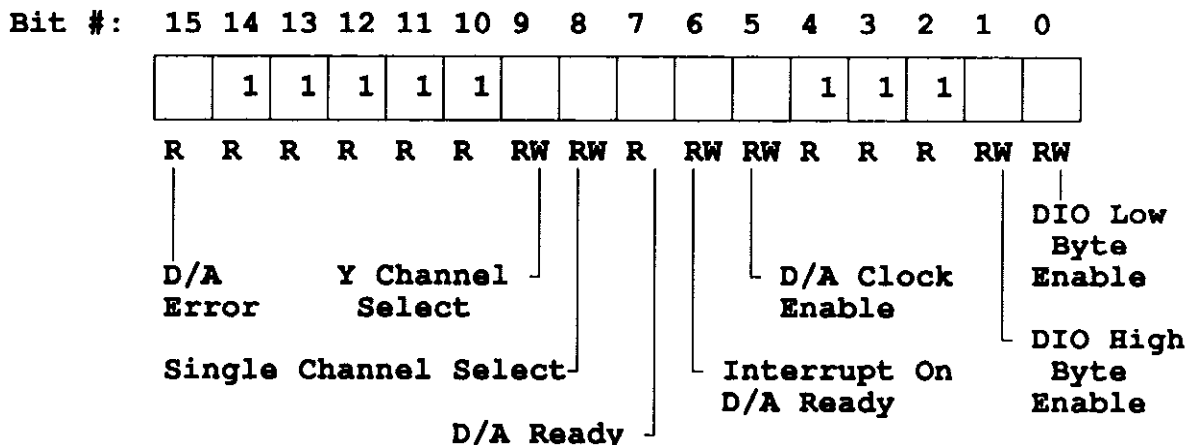 Bit #: 15 14 13 12 11 10 9 8 7 6 5 4 3 2 1 0
1 1 1 1 1 1 1 1
R R R R R R RW RW R RW RW R R R RW RW
DIO Low
Byte
Enable
D/A
Error
Y Channel
Select
D/A Clock
Enable
Single Channel Select
Interrupt On
D/A Ready
DIO High
Byte
Enable
D/A Ready